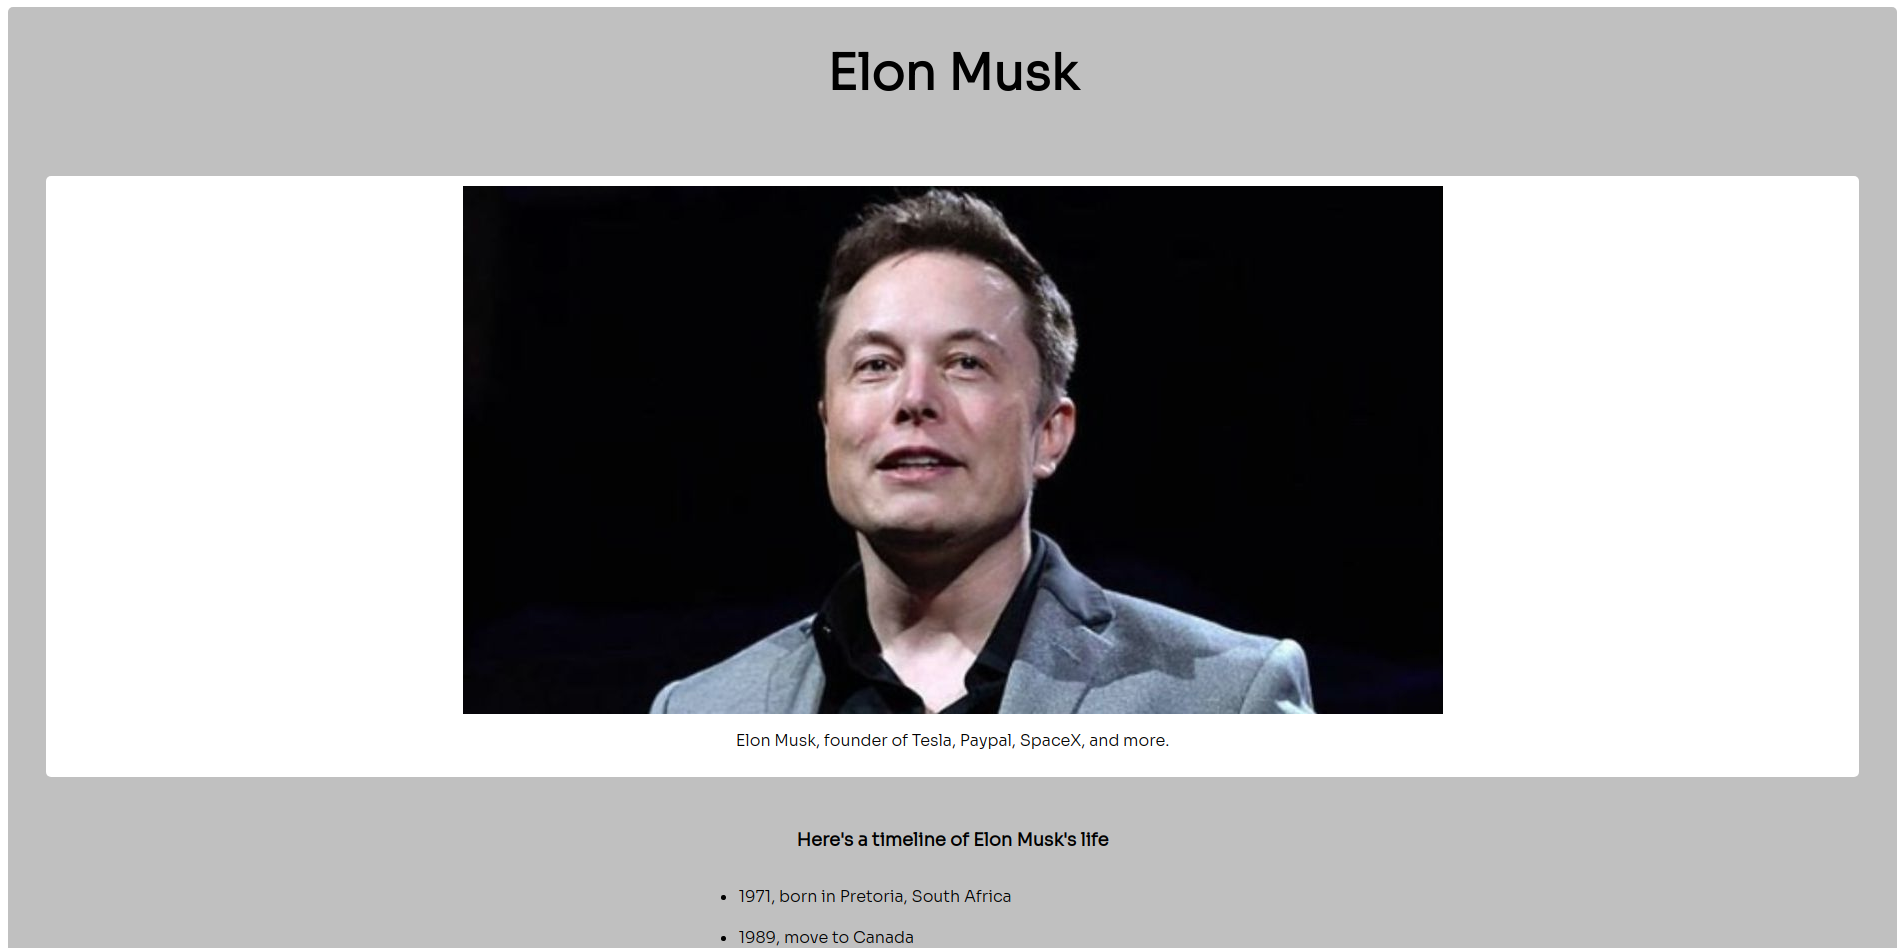 Elon Musk
Elon Musk, founder of Tesla, Paypal, SpaceX, and more.
Here's a timeline of Elon Musk's life
1971, born in Pretoria, South Africa
1989, move to Canada